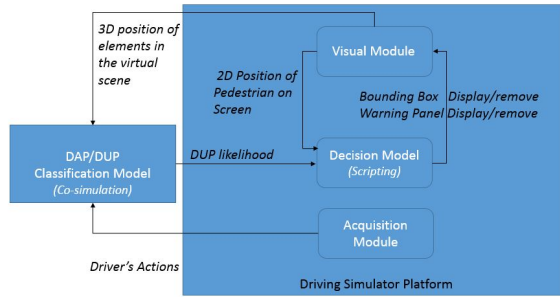 3D position of
elements in
the virtual
scene
Visual Module
2D Position of
Pedestrian on
Screen
Bounding Box Display/remove
Warning Panel Display/remove
DAP/DUP
Classification Model
(Co-simulation)
DUP likelihood
Decision Model
(Scripting)
Acquisition
Module
Driver's Actions
Driving Simulator Platform